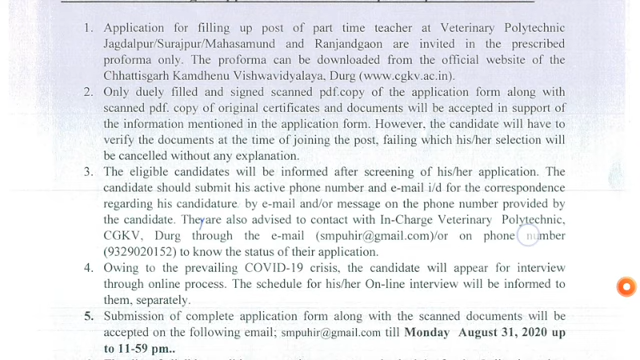 1. Application for filling up post of part time teacher at Veterinary Polytechnic
Jagdalpur/Surajpur/Mahasamund and Ranjandgaon are invited in the prescribed
proforma only. The proforma can be downloaded from the official website of the
Chhattisgarh Kamdhenu Vishwavidyalaya, Durg (www.cgkv.ac.in).
2. Only duely filled and signed scanned pdf.copy of the application form along with
scanned pdf. copy of original certificates and documents will be accepted in support of
the information mentioned in the application form. However, the candidate will have to
verify the documents at the time of joining the post, failing which his/her selection will
be cancelled without any explanation.
3. The eligible candidates will be informed after screening of his/her application. The
candidate should submit his active phone number and e-mail i/d for the correspondence
regarding his candidature by e-mail and/or message on the phone number provided by
the candidate. They are also advised to contact with In-Charge Veterinary Polytechnic,
CGKV, Durg through the e-mail (smpuhir@gmail.com)/or on phone number
(9329020152) to know the status of their application.
4. Owing to the prevailing COVID-19 crisis, the candidate will appear for interview
through online process. The schedule for his/her On-line interview will be informed to
them, separately.
5. Submission of complete application form along with the scanned documents will be
accepted on the following email; smpuhir@gmail.com till Monday August 31, 2020 up
to 11-59 pm..